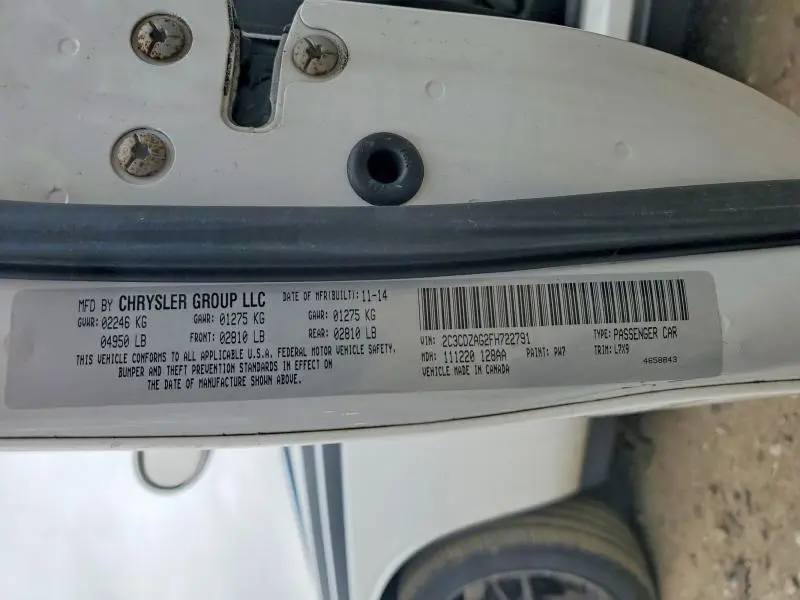 MFD BY CHRYSLER GROUP LLC DATE OF MFR(BUILT): 11-14
GVWR: 02246 KG GAWR: 01275 KG GAWR: 01275 KG
04950 LB FRONT: 02810 LB REAR: 02810 LB
THIS VEHICLE CONFORMS TO ALL APPLICABLE U.S.A. FEDERAL MOTOR VEHICLE SAFETY,
BUMPER AND THEFT PREVENTION STANDARDS IN EFFECT ON
THE DATE OF MANUFACTURE SHOWN ABOVE.
VIN: 2C3CDZAG2FH722791 TYPE: PASSENGER CAR
MDH: 111220 128AA PAINT: PW7 TRIM: L7X9
VEHICLE MADE IN CANADA 4658843